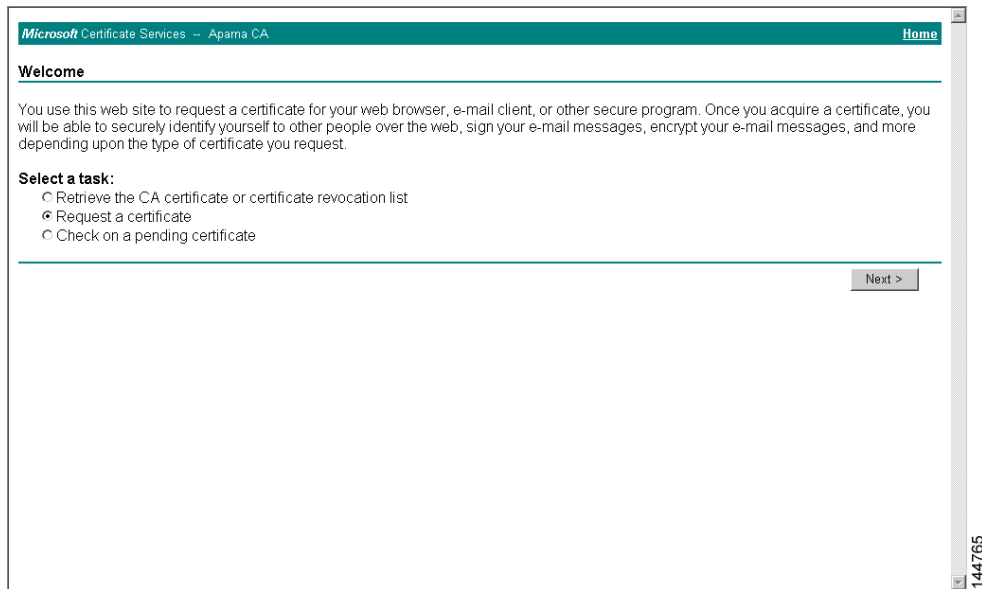 Microsoft Certificate Services -- Aparna CA Home
Welcome
You use this web site to request a certificate for your web browser, e-mail client, or other secure program. Once you acquire a certificate, you
will be able to securely identify yourself to other people over the web, sign your e-mail messages, encrypt your e-mail messages, and more
depending upon the type of certificate you request.
Select a task:
Retrieve the CA certificate or certificate revocation list
Request a certificate
Check on a pending certificate
Next >
144765